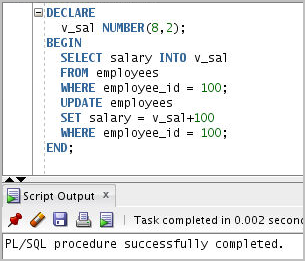 DECLARE
v_sal NUMBER(8,2);
BEGIN
SELECT salary INTO v_sal
FROM employees
WHERE employee_id = 100;
UPDATE employees
SET salary = v_sal+100
WHERE employee_id = 100;
END;
Script Output x
Task completed in 0.002 secon
PL/SQL procedure successfully completed.